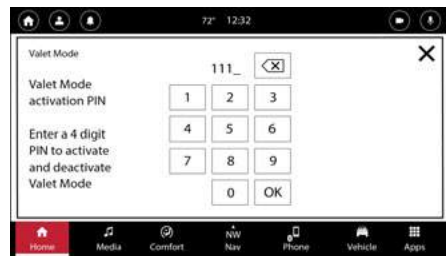 72° 12:32
Valet Mode
111_
Valet Mode
activation PIN
1 2 3
Enter a 4 digit
PIN to activate
and deactivate
Valet Mode
4 5 6
7 8 9
0 OK
Home Media Comfort NW Nav Phone Vehicle Apps